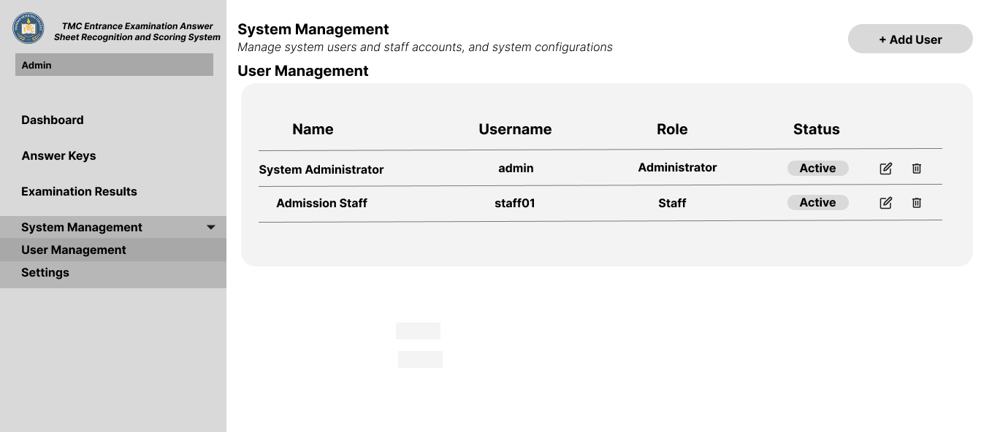 TMC Entrance Examination Answer
Sheet Recognition and Scoring System
Admin
Dashboard
Answer Keys
Examination Results
System Management
User Management
Settings
System Management
Manage system users and staff accounts, and system configurations
+ Add User
User Management
Name Username Role Status
System Administrator admin Administrator Active
Admission Staff staff01 Staff Active